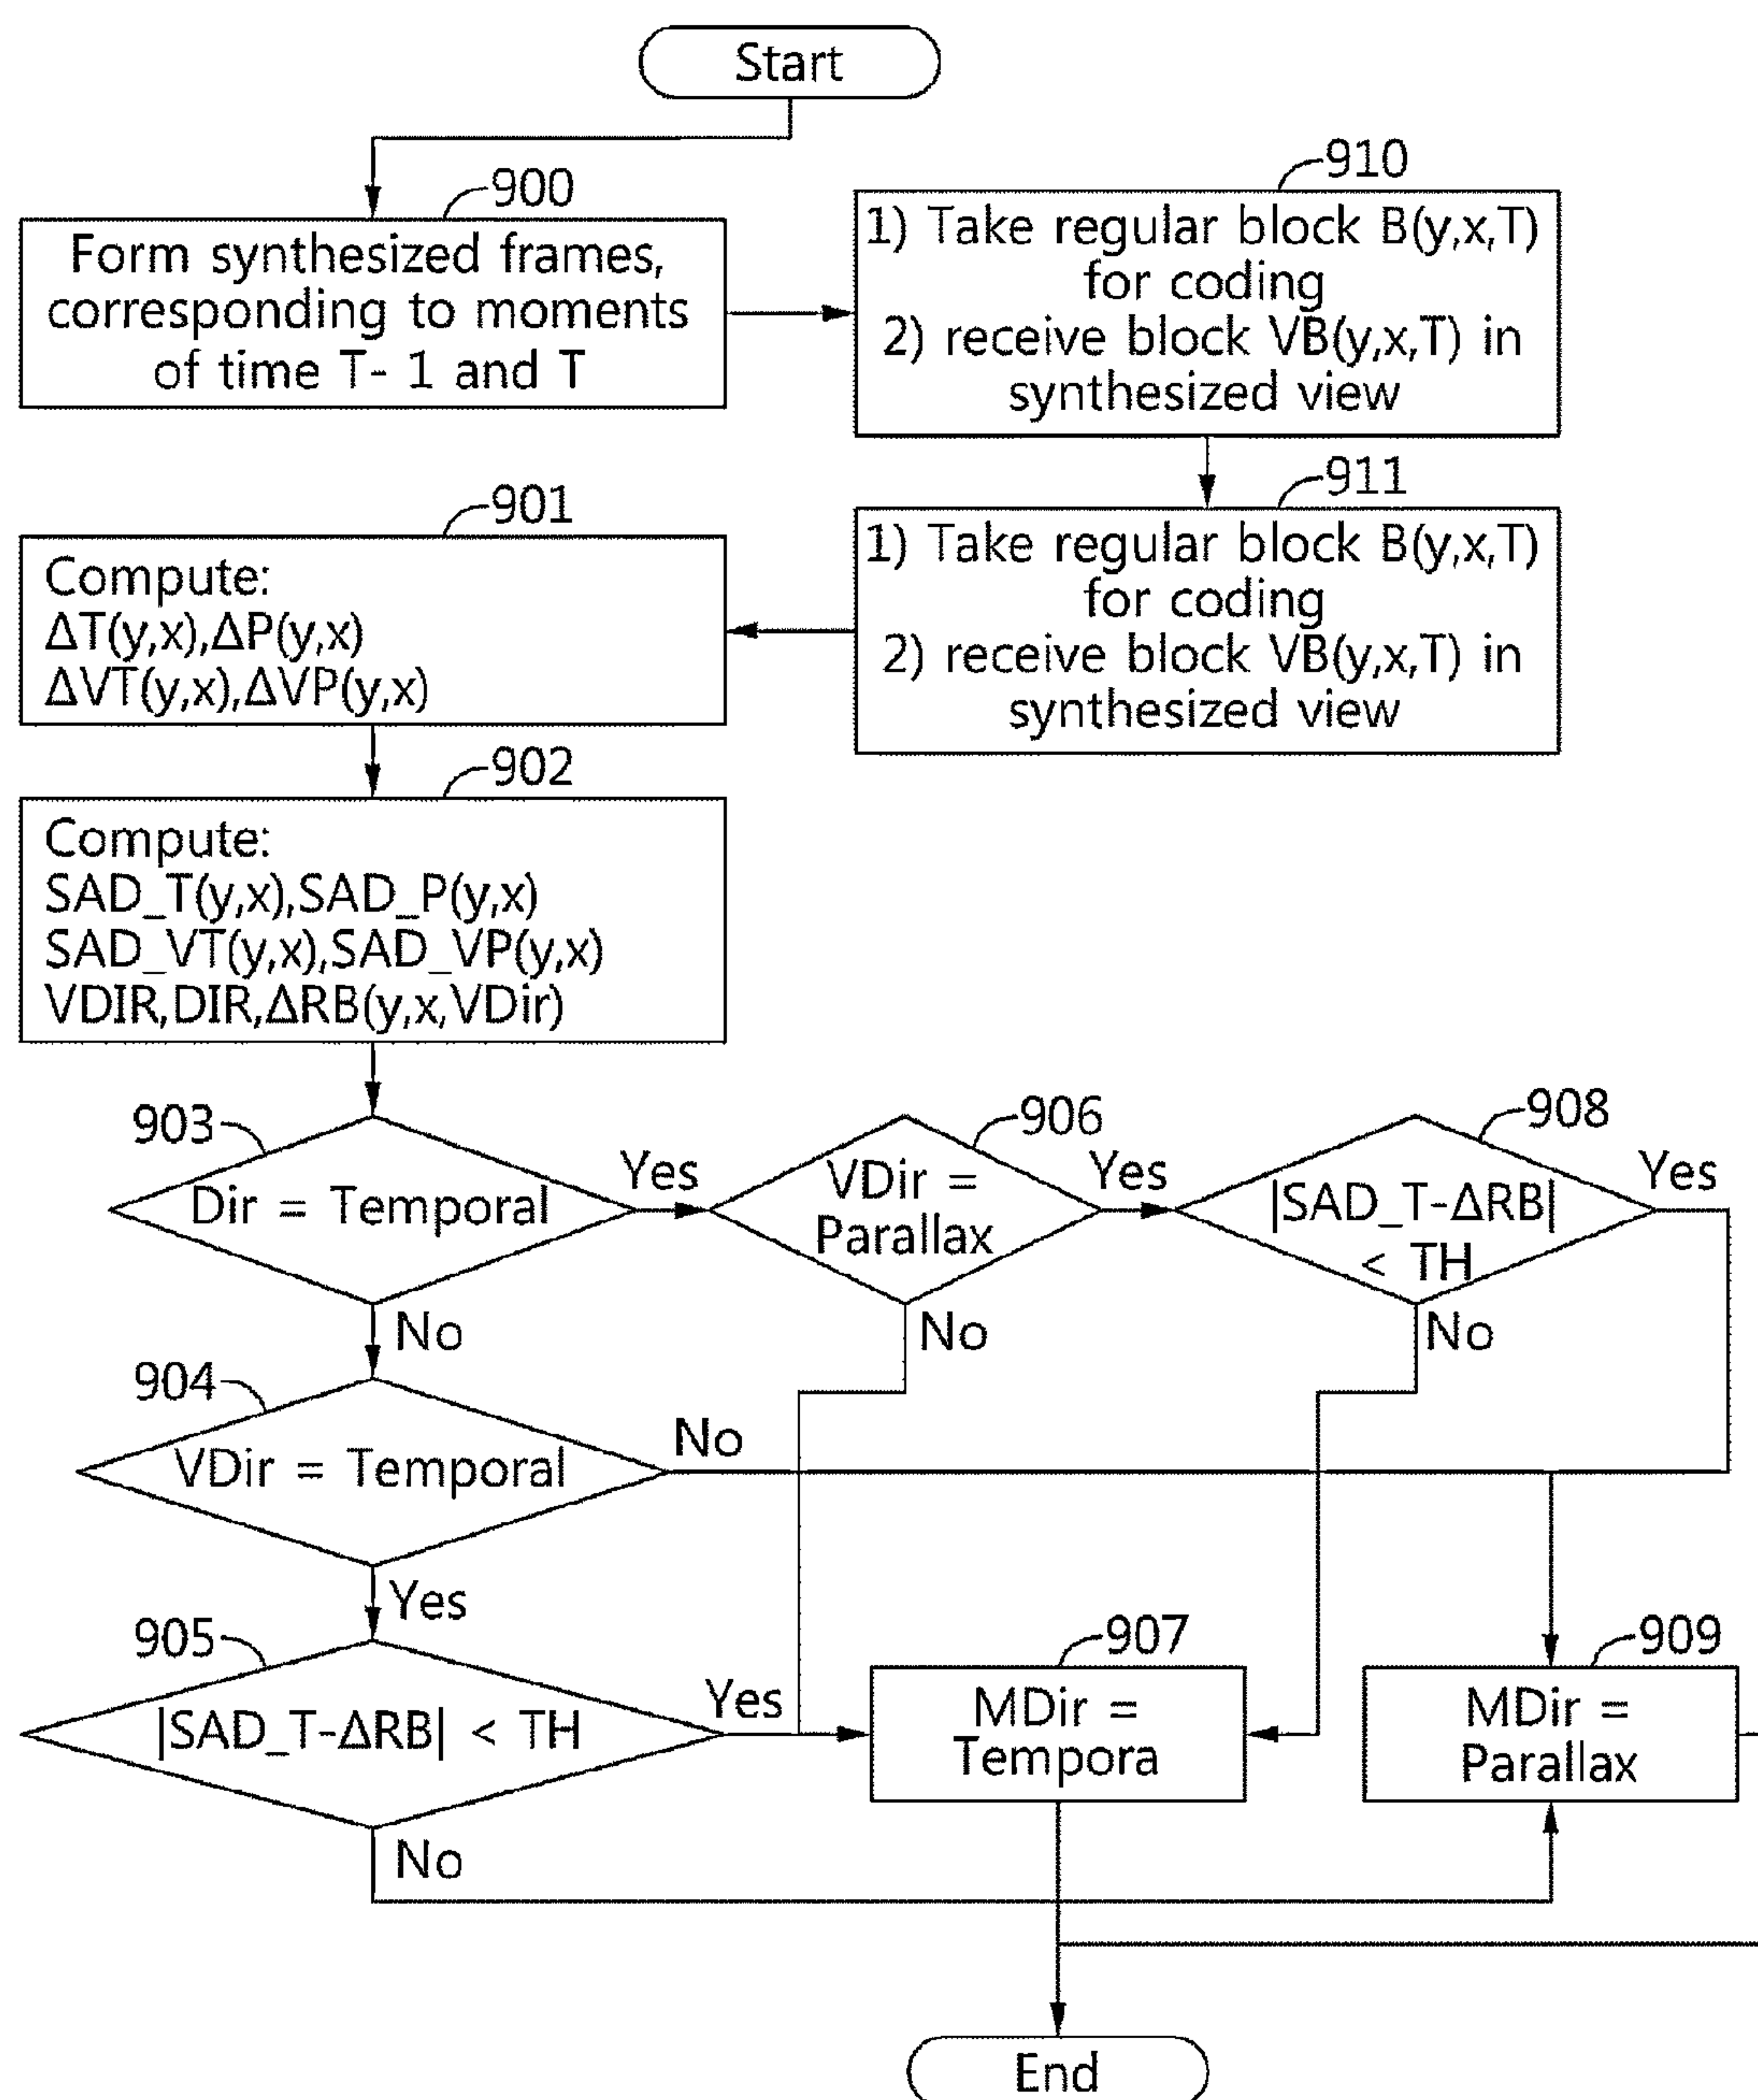 Start
900
Form synthesized frames,
corresponding to moments
of time T- 1 and T
910
1) Take regular block B(y,x,T)
for coding
2) receive block VB(y,x,T) in
synthesized view
911
1) Take regular block B(y,x,T)
for coding
2) receive block VB(y,x,T) in
synthesized view
901
Compute:
ΔT(y,x),ΔP(y,x)
ΔVT(y,x),ΔVP(y,x)
902
Compute:
SAD_T(y,x),SAD_P(y,x)
SAD_VT(y,x),SAD_VP(y,x)
VDIR,DIR,ΔRB(y,x,VDir)
903
Dir = Temporal
Yes
No
906
VDir =
Parallax
Yes
No
908
|SAD_T-ΔRB|
< TH
Yes
No
904
VDir = Temporal
No
Yes
905
|SAD_T-ΔRB| < TH
Yes
No
907
MDir =
Tempora
909
MDir =
Parallax
End